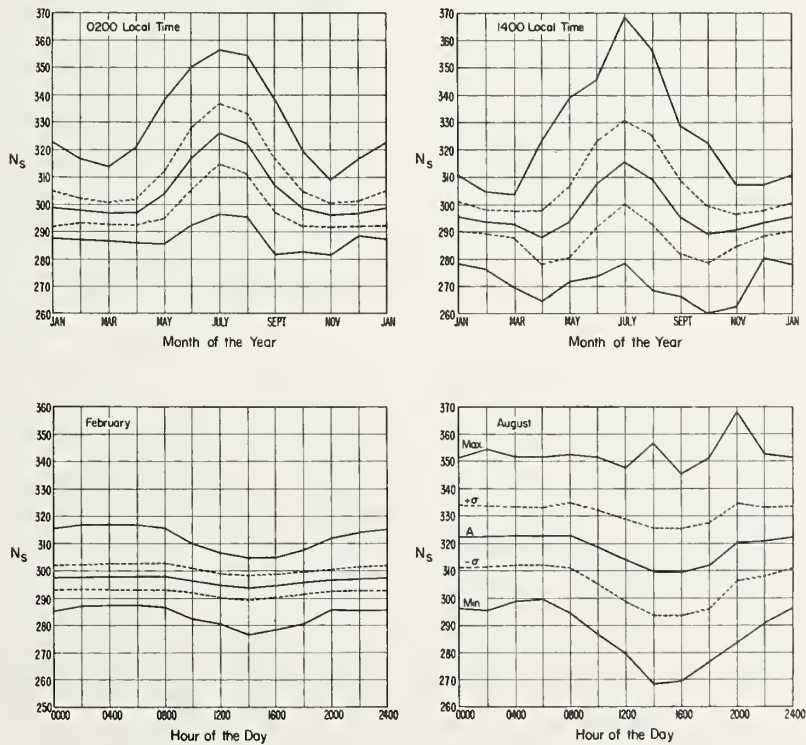 0200 Local Time
370
360
350
340
330
320
310
300
290
280
270
260
Ns
JAN MAR MAY JULY SEPT NOV JAN
Month of the Year
1400 Local Time
370
360
350
340
330
320
310
300
290
280
270
260
Ns
JAN MAR MAY JULY SEPT NOV JAN
Month of the Year
February
360
350
340
330
320
310
300
290
280
270
260
250
Ns
0000 0400 0800 1200 1600 2000 2400
Hour of the Day
August
370
360
350
340
330
320
310
300
290
280
270
260
Ns
Max
+σ
A
-σ
Min
0000 0400 0800 1200 1600 2000 2400
Hour of the Day